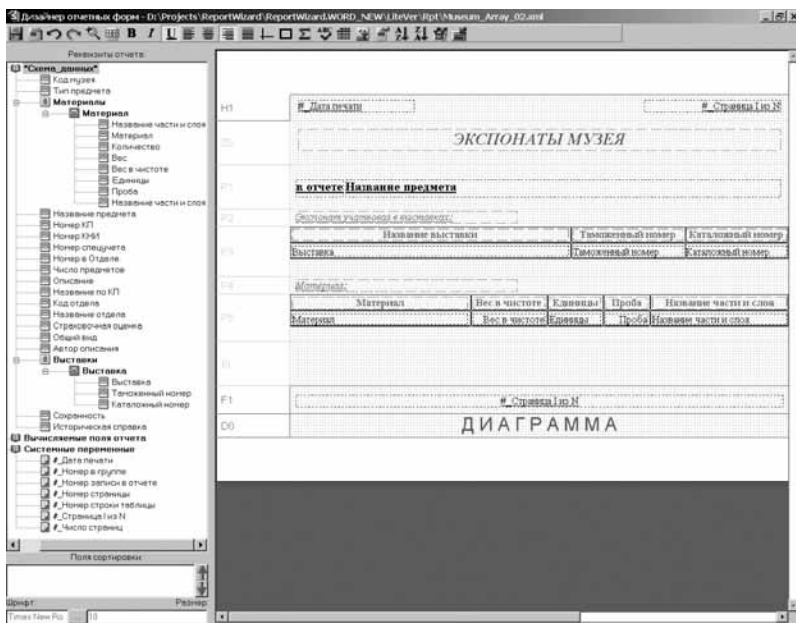 Дизайнер отчетных форм - D:\Projects\ReportWizard\ReportWizard.WORD_NEW\LiteVer\Rpt\Museum_Array_02.xml
B I U
Реквизиты отчета:
"Схема_данных"
Код музея
Тип предмета
Материалы
Материал
Название части и слоя
Материал
Количество
Вес
Вес в чистоте
Единицы
Проба
Название части и слоя
Название предмета
Номер КП
Номер
Номер спецучета
Номер в Отделе
Число предметов
Описание
Название по КП
Код отдела
Название отдела
Страховочная оценка
Общий вид
Автор описания
Выставки
Выставка
Выставка
Таможенный номер
Каталожный номер
Сохранность
Историческая справка
Вычисляемые поля отчета
Системные переменные
#_Дата печати
#_Номер в группе
#_Номер записи в отчете
#_Номер страницы
#_Номер строки таблицы
#_Страница I из N
#_Число страниц
Поля сортировки:
Шрифт: Размер:
Times New Ro ... 10
H1 #_Дата печати #_Страница I из N
ЭКСПОНАТЫ МУЗЕЯ
P1 в отчете Название предмета
P2 Экспонат участвовал в выставках:
Название выставки Таможенный номер Каталожный номер
P3 Выставка Таможенный номер Каталожный номер
P4 Материал:
Материал Вес в чистоте Единицы Проба Название части и слоя
P5 Материал Вес в чистоте Единицы Проба Название части и слоя
F1 #_Страница I из N
D0 ДИАГРАММА